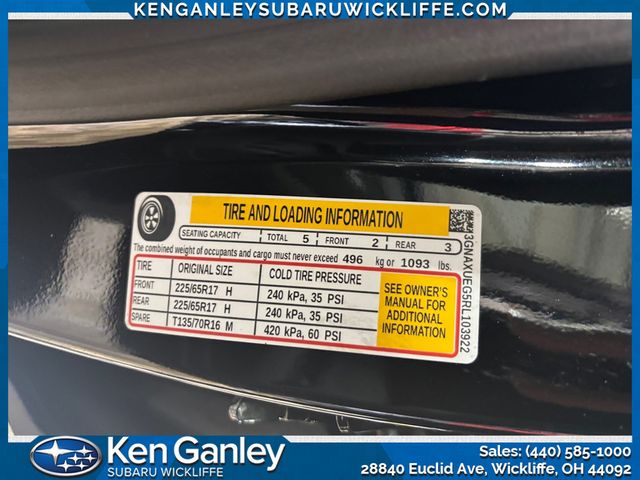 KENGANLEYSUBARUWICKLIFFE.COM
TIRE AND LOADING INFORMATION
SEATING CAPACITY TOTAL 5 FRONT 2 REAR 3
The combined weight of occupants and cargo must never exceed 496 kg or 1093 lbs.
TIRE ORIGINAL SIZE COLD TIRE PRESSURE
FRONT 225/65R17 H 240 kPa, 35 PSI
REAR 225/65R17 H 240 kPa, 35 PSI
SPARE T135/70R16 M 420 kPa, 60 PSI
SEE OWNER'S
MANUAL FOR
ADDITIONAL
INFORMATION
3GNAXUEG5RL103922
Ken Ganley
SUBARU WICKLIFFE
Sales: (440) 585-1000
28840 Euclid Ave, Wickliffe, OH 44092